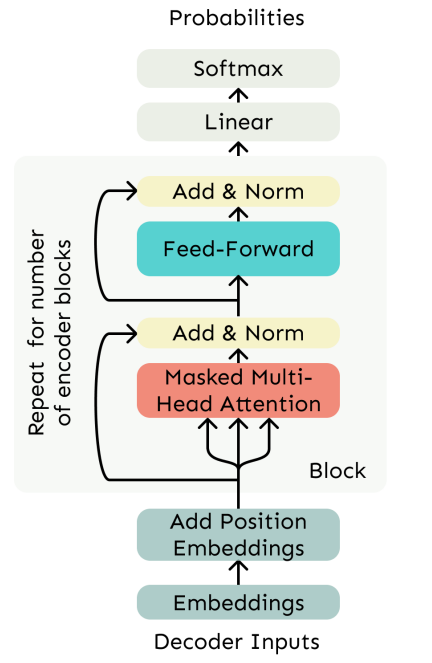 Probabilities
Softmax
Linear
Add & Norm
Feed-Forward
Add & Norm
Masked Multi-
Head Attention
Repeat for number
of encoder blocks
Block
Add Position
Embeddings
Embeddings
Decoder Inputs